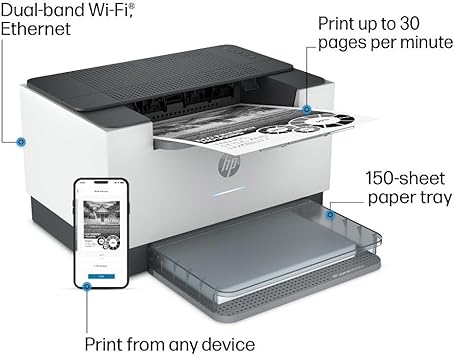 Dual-band Wi-Fi®,
Ethernet
Print up to 30
pages per minute
hp
150-sheet
paper tray
Print from any device